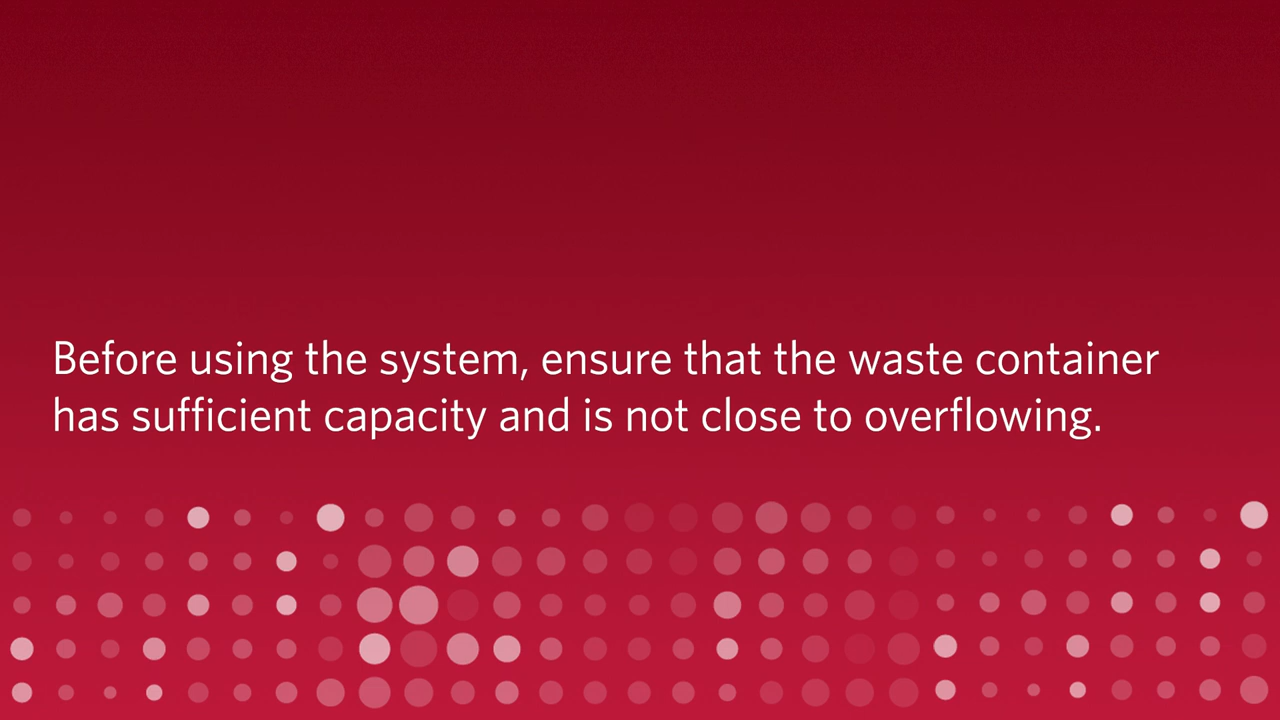 Before using the system, ensure that the waste container
has sufficient capacity and is not close to overflowing.